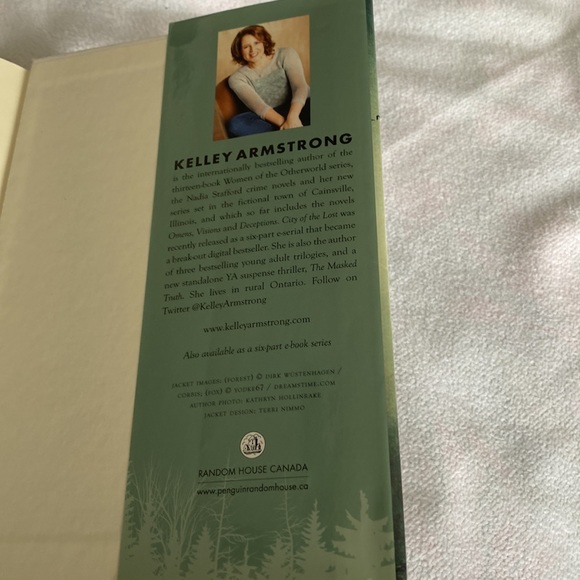 KELLEY ARMSTRONG
is the internationally bestselling author of the
thirteen-book Women of the Otherworld series,
the Nadia Stafford crime novels and her new
series set in the fictional town of Cainsville,
Illinois, and which so far includes the novels
Omens, Visions and Deceptions. City of the Lost was
recently released as a six-part e-serial that became
a break-out digital bestseller. She is also the author
of three bestselling young adult trilogies, and a
new standalone YA suspense thriller, The Masked
Truth. She lives in rural Ontario. Follow on
Twitter @KelleyArmstrong
www.kelleyarmstrong.com
Also available as a six-part e-book series
JACKET IMAGES: (FOREST) © DIRK WUSTENHAGEN /
CORBIS; (FOX) © YODKE67 / DREAMSTIME.COM
AUTHOR PHOTO: KATHRYN HOLLINRAKE
JACKET DESIGN: TERRI NIMMO
RANDOM HOUSE CANADA
www.penguinrandomhouse.ca